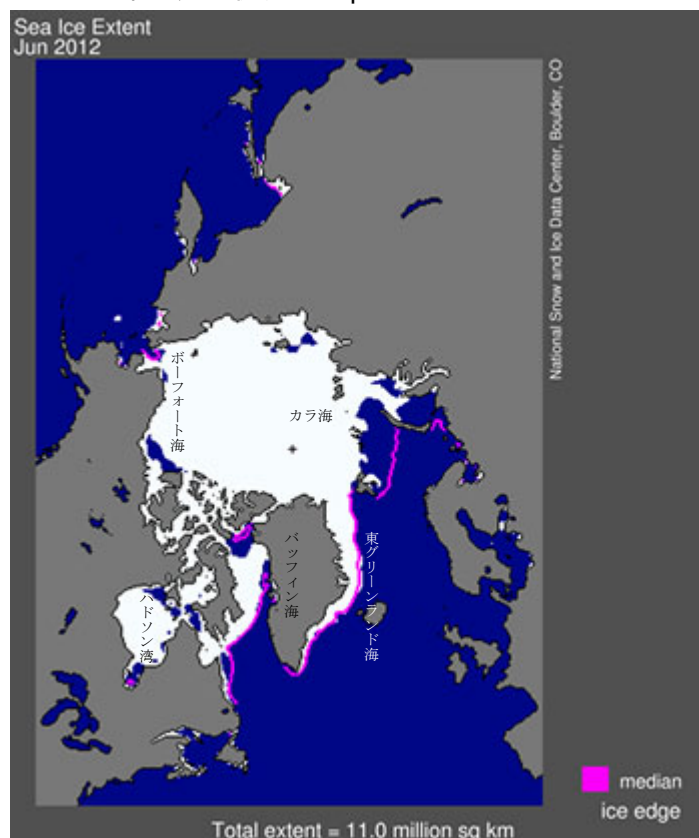 Sea Ice Extent
Jun 2012
National Snow and Ice Data Center, Boulder, CO
ボーフォート海
カラ海
バッフィン海
東グリーンランド海
ハドソン湾
median
ice edge
Total extent = 11.0 million sq km